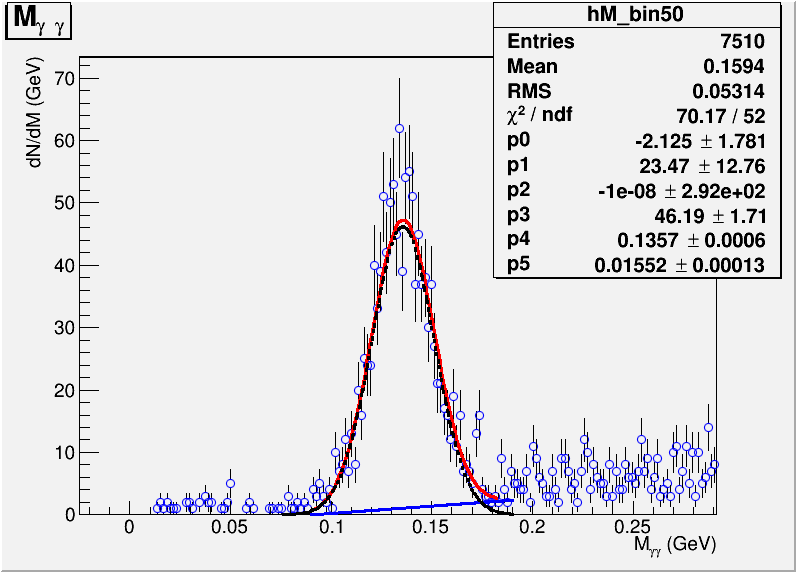 M γ γ
hM_bin50
Entries 7510
Mean 0.1594
RMS 0.05314
χ² / ndf 70.17 / 52
p0 -2.125 ± 1.781
p1 23.47 ± 12.76
p2 -1e-08 ± 2.92e+02
p3 46.19 ± 1.71
p4 0.1357 ± 0.0006
p5 0.01552 ± 0.00013
dN/dM (GeV)
70
60
50
40
30
20
10
0
0 0.05 0.1 0.15 0.2 0.25
Mγγ (GeV)